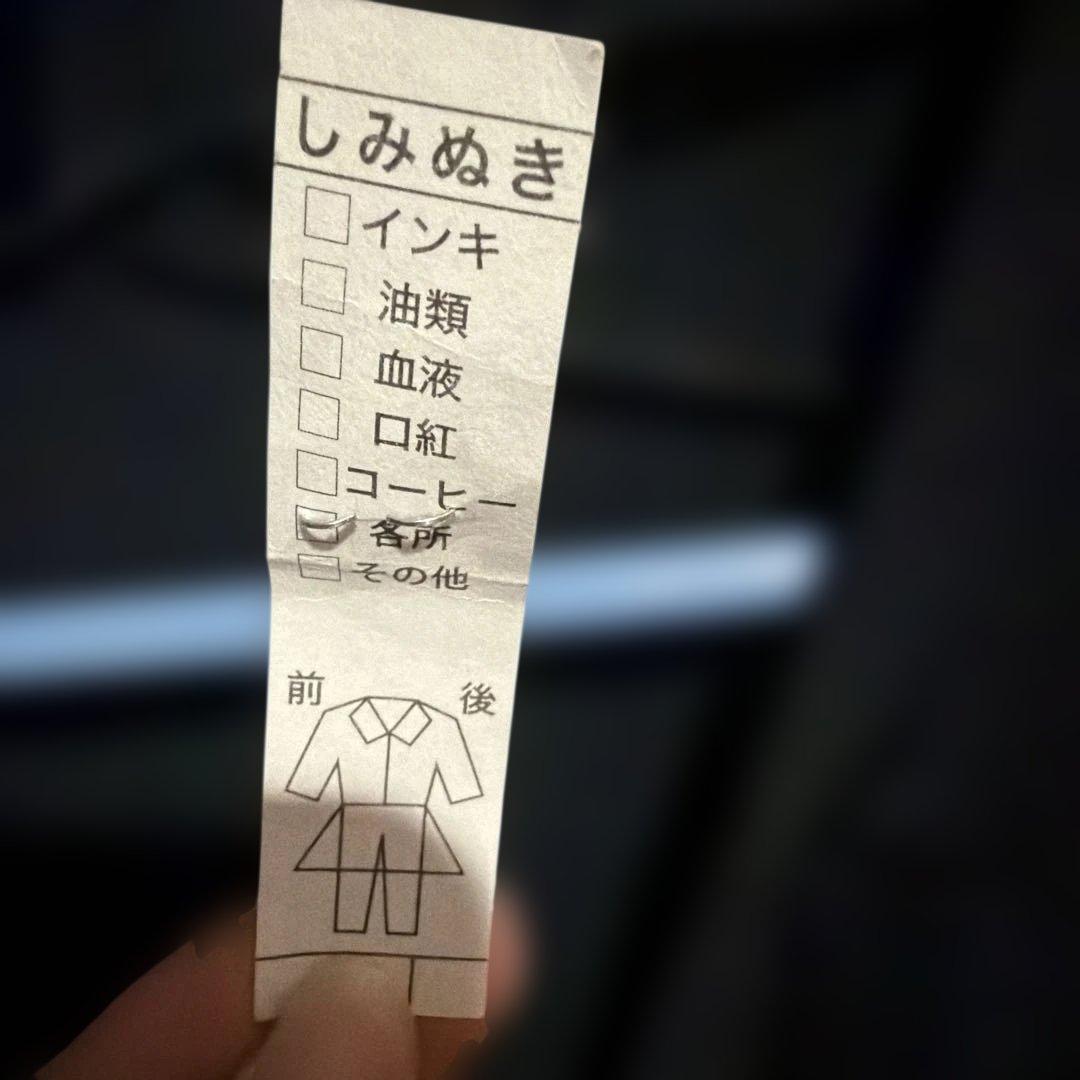 しみぬき
インキ
油類
血液
口紅
コーヒー
各所
その他
前 後